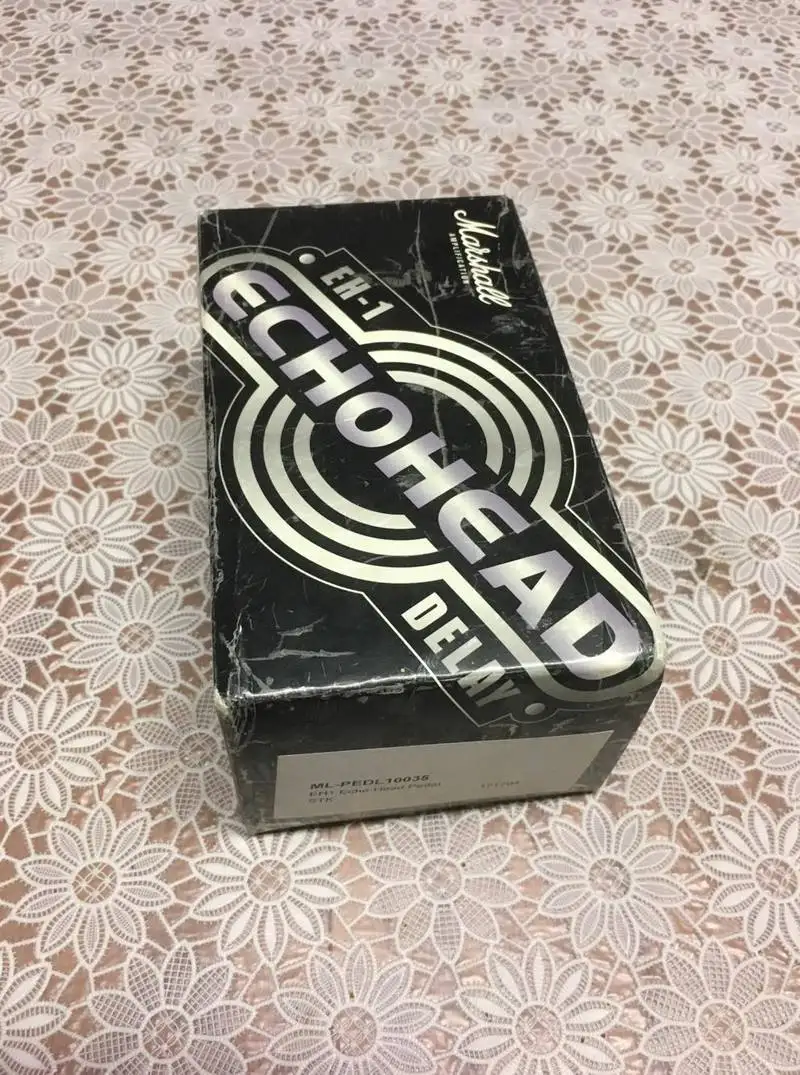 Marshall
AMPLIFICATION
EH-1
ECHOHEAD
DELAY
ML-PEDL10035
EH1 Echo Head Pedal
STK